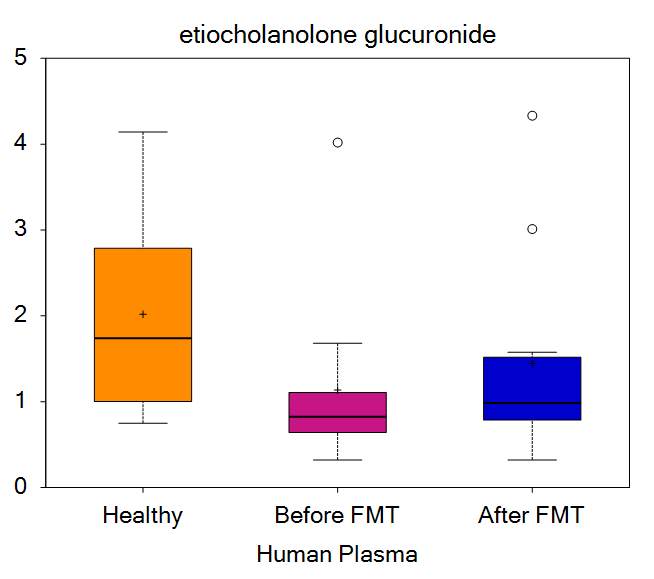 etiocholanolone glucuronide
5
4
3
2
1
0
Healthy Before FMT After FMT
Human Plasma